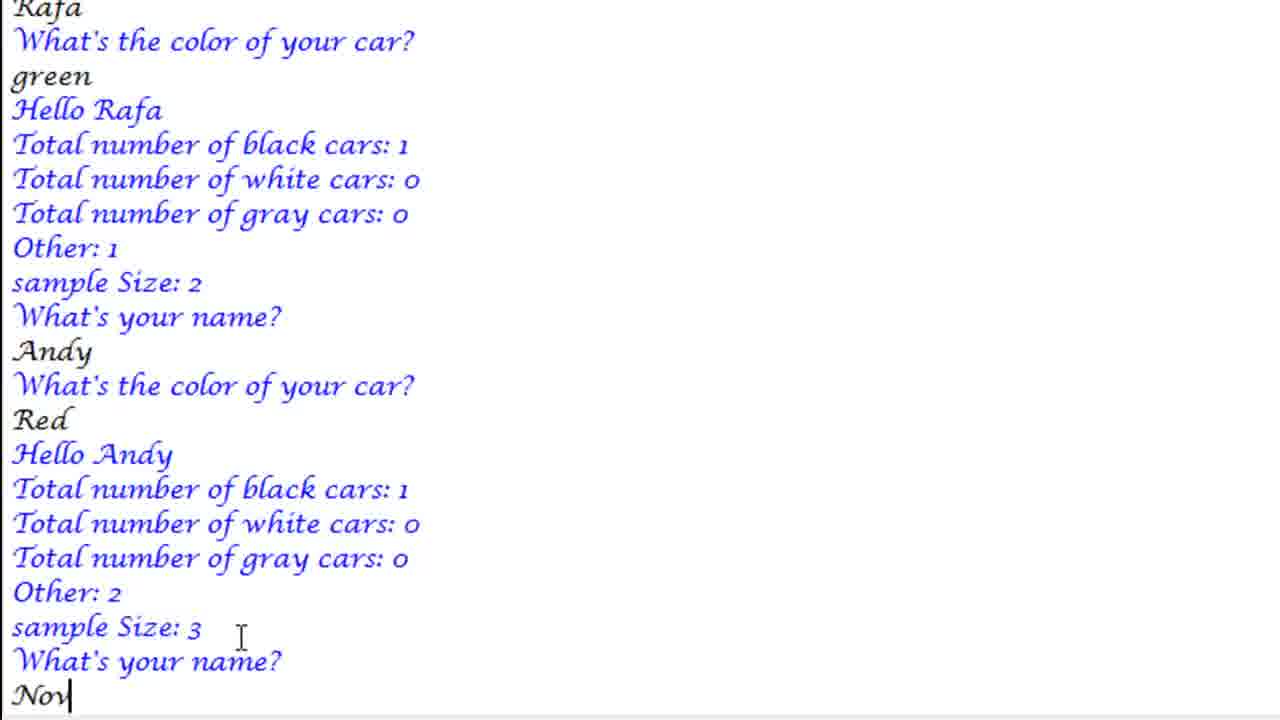 Rafa
What's the color of your car?
green
Hello Rafa
Total number of black cars: 1
Total number of white cars: 0
Total number of gray cars: 0
Other: 1
sample Size: 2
What's your name?
Andy
What's the color of your car?
Red
Hello Andy
Total number of black cars: 1
Total number of white cars: 0
Total number of gray cars: 0
Other: 2
sample Size: 3
What's your name?
Nov